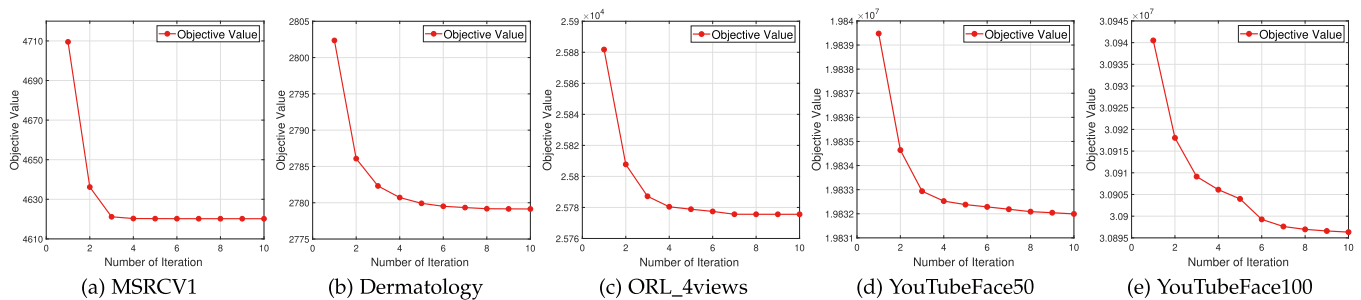 4710
4690
4670
4650
4630
4610
Objective Value
Objective Value
0 2 4 6 8 10
Number of Iteration
(a) MSRCV1
2805
2800
2795
2790
2785
2780
2775
Objective Value
Objective Value
0 2 4 6 8 10
Number of Iteration
(b) Dermatology
×10⁴
2.59
2.588
2.586
2.584
2.582
2.58
2.578
2.576
Objective Value
Objective Value
0 2 4 6 8 10
Number of Iteration
(c) ORL_4views
×10⁷
1.984
1.9839
1.9838
1.9837
1.9836
1.9835
1.9834
1.9833
1.9832
1.9831
Objective Value
Objective Value
0 2 4 6 8 10
Number of Iteration
(d) YouTubeFace50
×10⁷
3.0945
3.094
3.0935
3.093
3.0925
3.092
3.0915
3.091
3.0905
3.09
3.0895
Objective Value
Objective Value
0 2 4 6 8 10
Number of Iteration
(e) YouTubeFace100